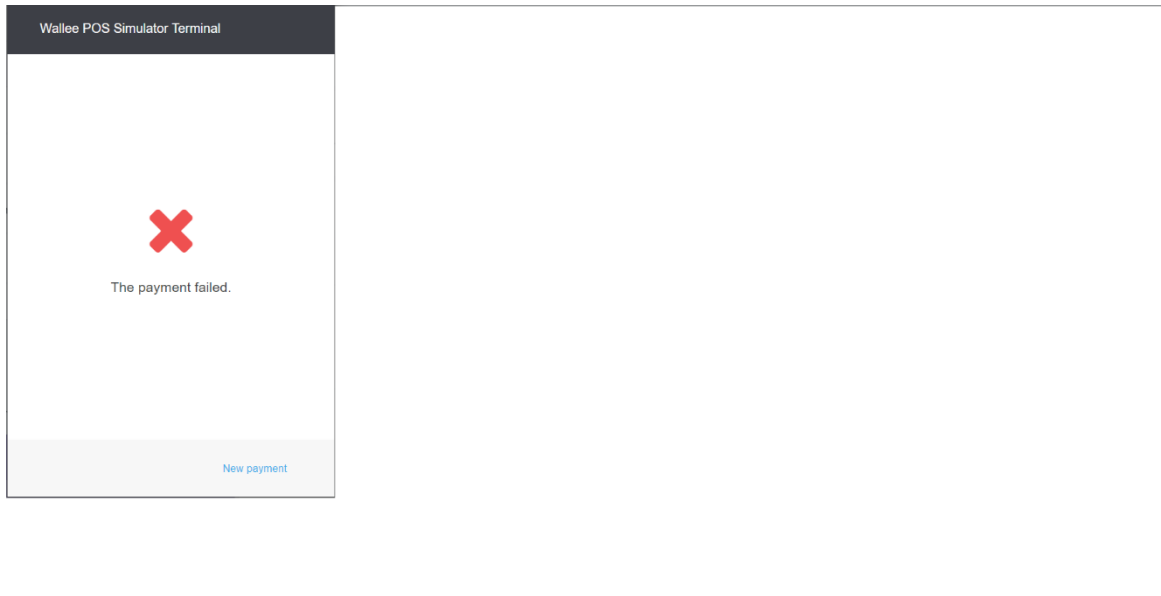 Wallee POS Simulator Terminal
The payment failed.
New payment